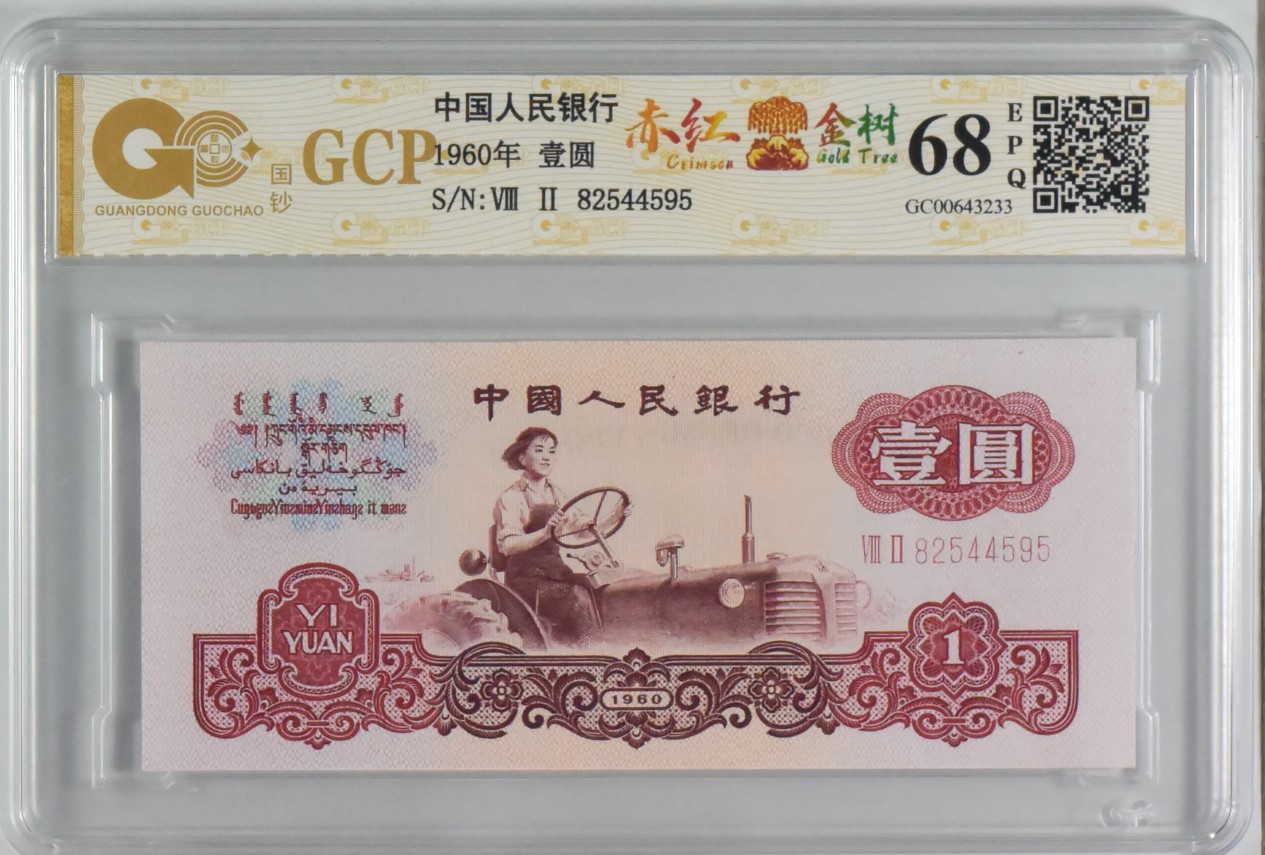 GUANGDONG GUOCHAO
国钞
GCP
中国人民银行
1960年 壹圆
S/N:Ⅷ Ⅱ 82544595
赤红
Crimson
金树
Gold Tree
68
EPQ
GC00643233
中國人民銀行
壹圓
Ⅷ Ⅱ 82544595
YI
YUAN
1960
1